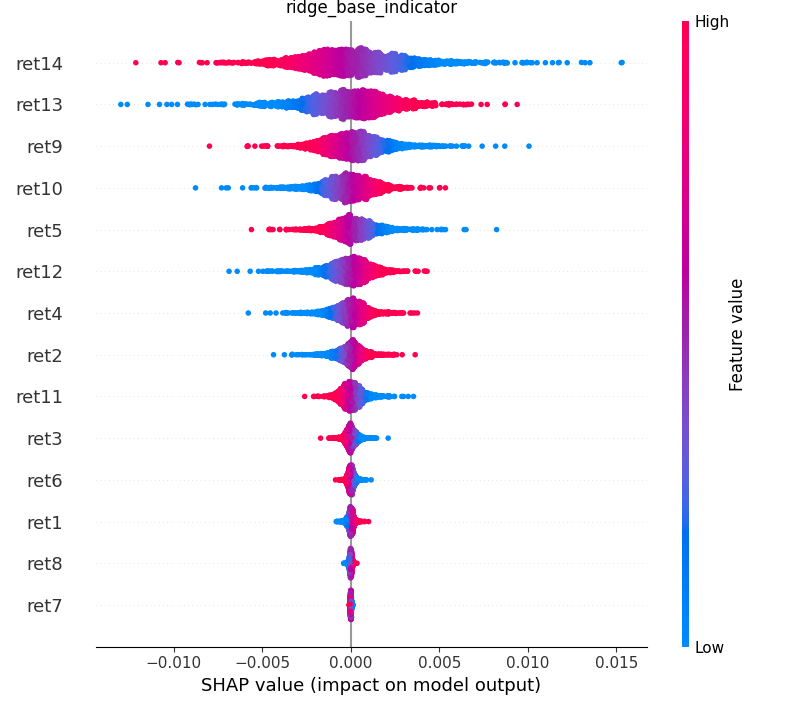 ridge_base_indicator
High
ret14
ret13
ret9
ret10
ret5
ret12
ret4
ret2
ret11
ret3
ret6
ret1
ret8
ret7
Feature value
Low
−0.010 −0.005 0.000 0.005 0.010 0.015
SHAP value (impact on model output)